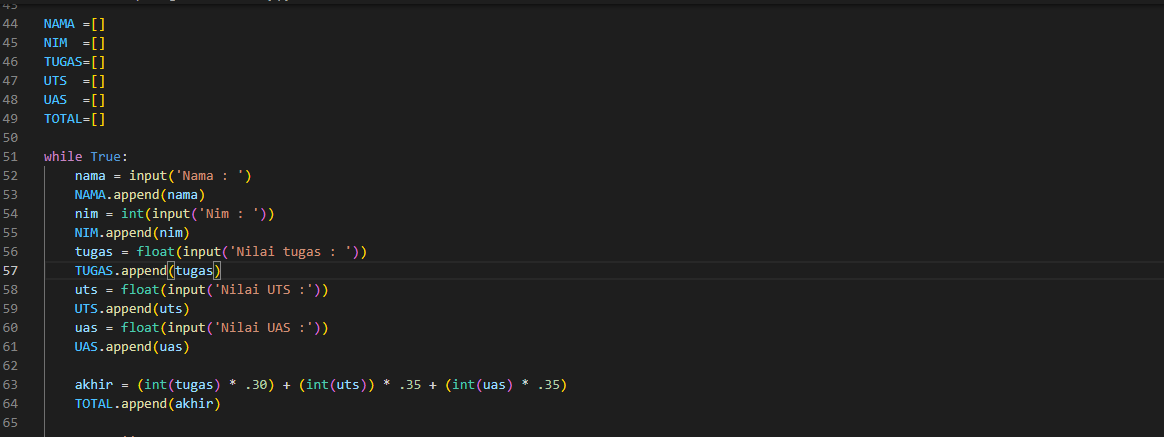 43
44 NAMA =[]
45 NIM  =[]
46 TUGAS=[]
47 UTS  =[]
48 UAS  =[]
49 TOTAL=[]
50
51 while True:
52     nama = input('Nama : ')
53     NAMA.append(nama)
54     nim = int(input('Nim : '))
55     NIM.append(nim)
56     tugas = float(input('Nilai tugas : '))
57     TUGAS.append(tugas)
58     uts = float(input('Nilai UTS :'))
59     UTS.append(uts)
60     uas = float(input('Nilai UAS :'))
61     UAS.append(uas)
62
63     akhir = (int(tugas) * .30) + (int(uts)) * .35 + (int(uas) * .35)
64     TOTAL.append(akhir)
65